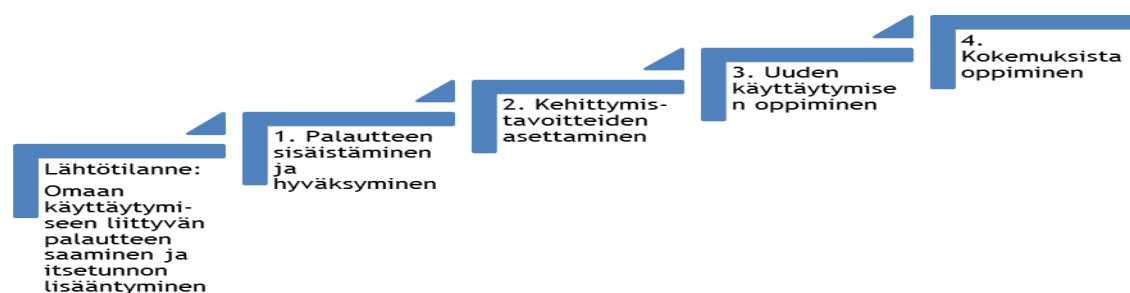 Lähtötilanne:
Omaan
käyttäytymi-
seen liittyvän
palautteen
saaminen ja
itsetunnon
lisääntyminen
1. Palautteen
sisäistäminen
ja
hyväksyminen
2. Kehittymis-
tavoitteiden
asettaminen
3. Uuden
käyttäytymise
n oppiminen
4.
Kokemuksista
oppiminen